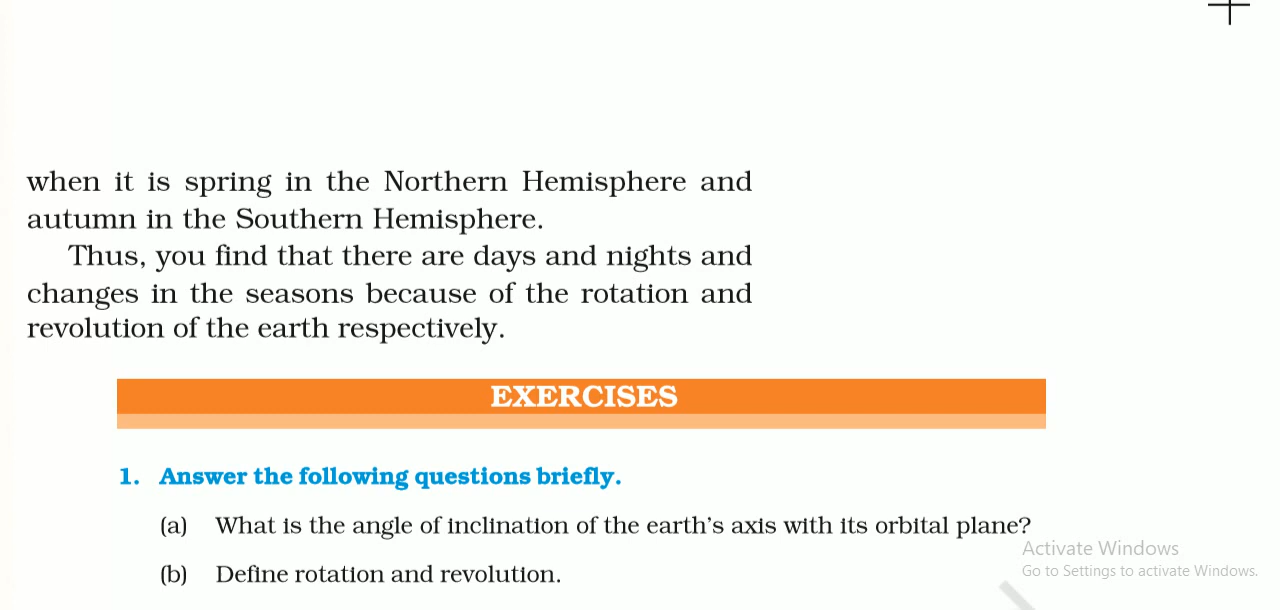 when it is spring in the Northern Hemisphere and
autumn in the Southern Hemisphere.
Thus, you find that there are days and nights and
changes in the seasons because of the rotation and
revolution of the earth respectively.
EXERCISES
1. Answer the following questions briefly.
(a) What is the angle of inclination of the earth’s axis with its orbital plane?
(b) Define rotation and revolution.
Activate Windows
Go to Settings to activate Windows.